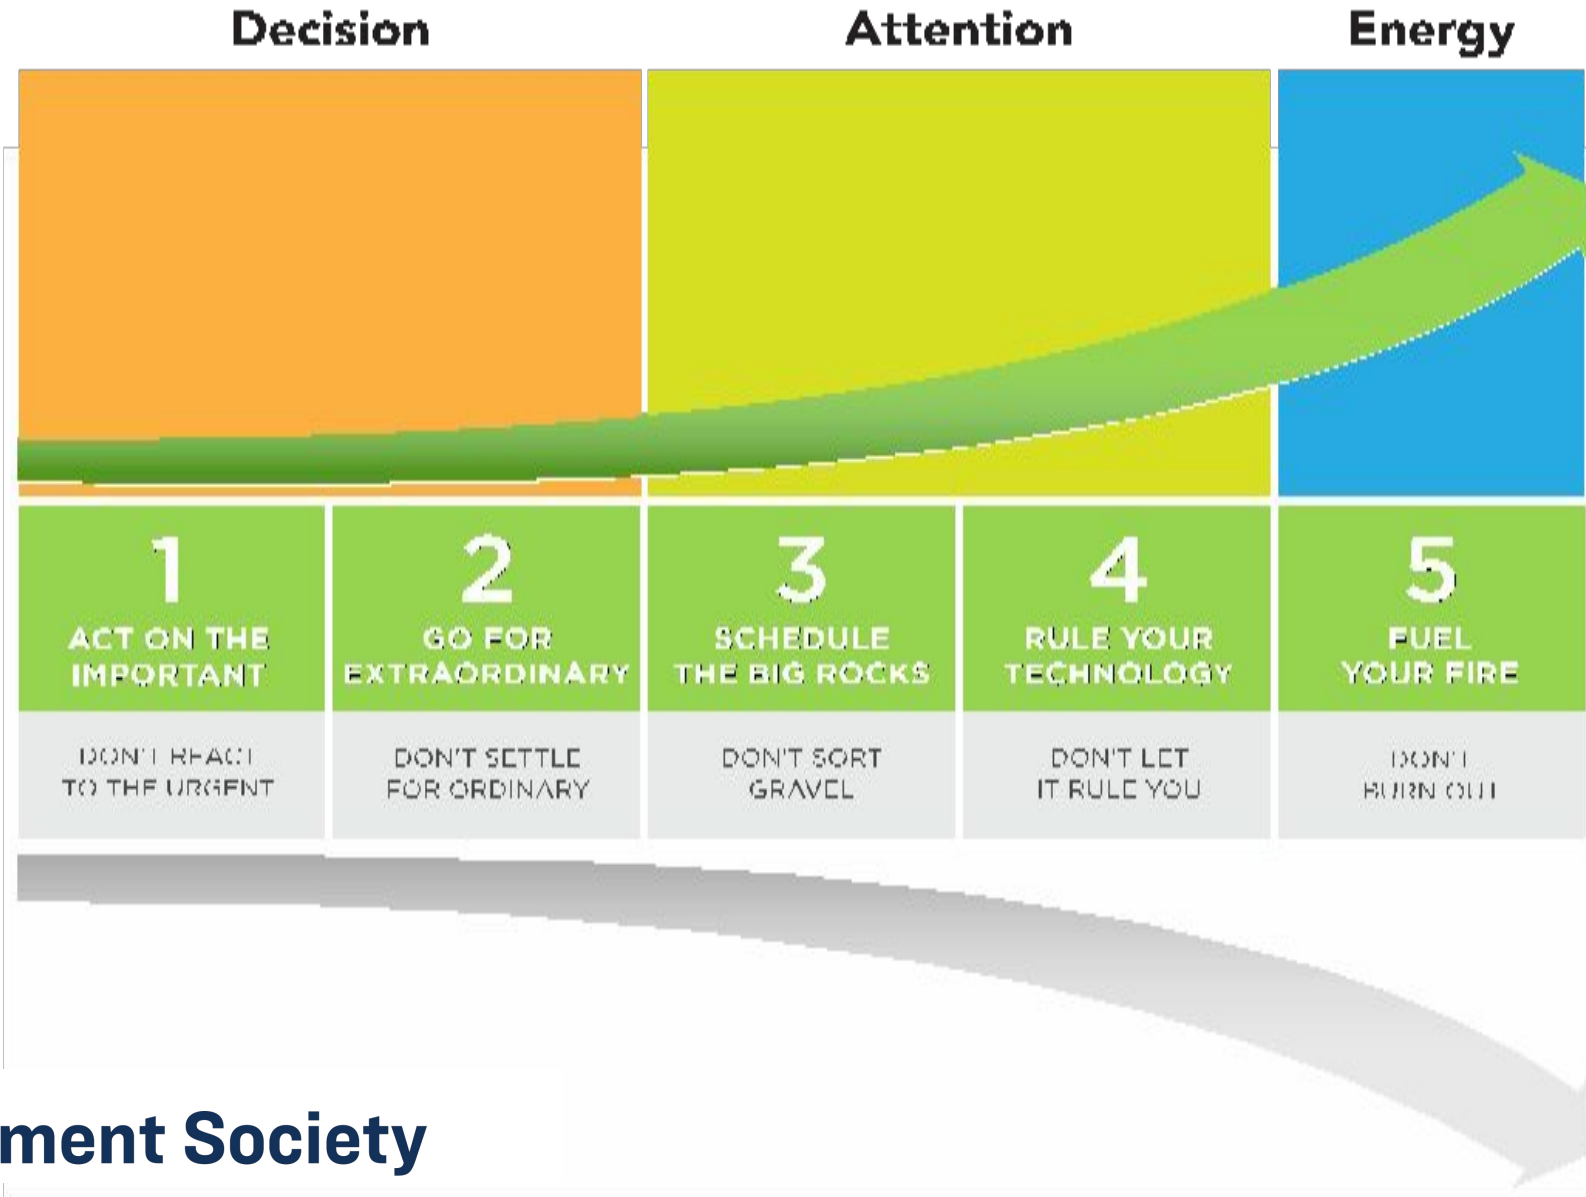 Decision
Attention
Energy
1
ACT ON THE
IMPORTANT
2
GO FOR
EXTRAORDINARY
3
SCHEDULE
THE BIG ROCKS
4
RULE YOUR
TECHNOLOGY
5
FUEL
YOUR FIRE
DON'T REACT
TO THE URGENT
DON'T SETTLE
FOR ORDINARY
DON'T SORT
GRAVEL
DON'T LET
IT RULE YOU
DON'T
BURN OUT
ment Society